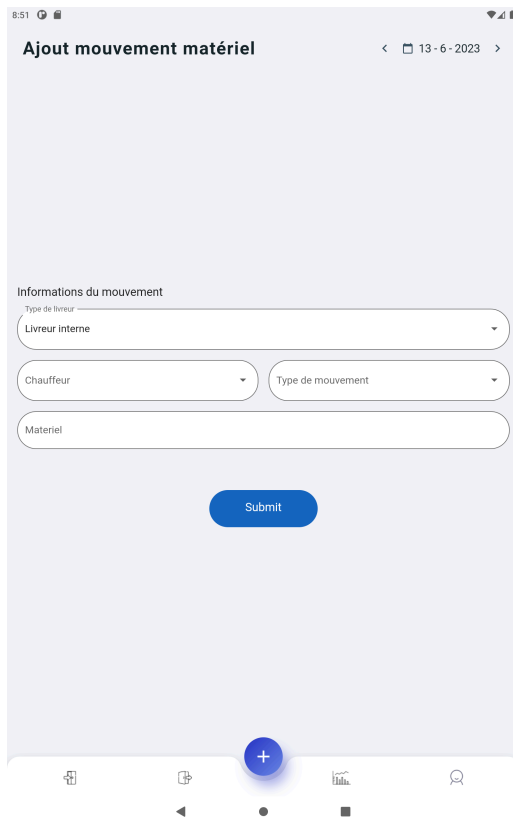 8:51
Ajout mouvement matériel
13 - 6 - 2023
Informations du mouvement
Type de livreur
Livreur interne
Chauffeur
Type de mouvement
Materiel
Submit